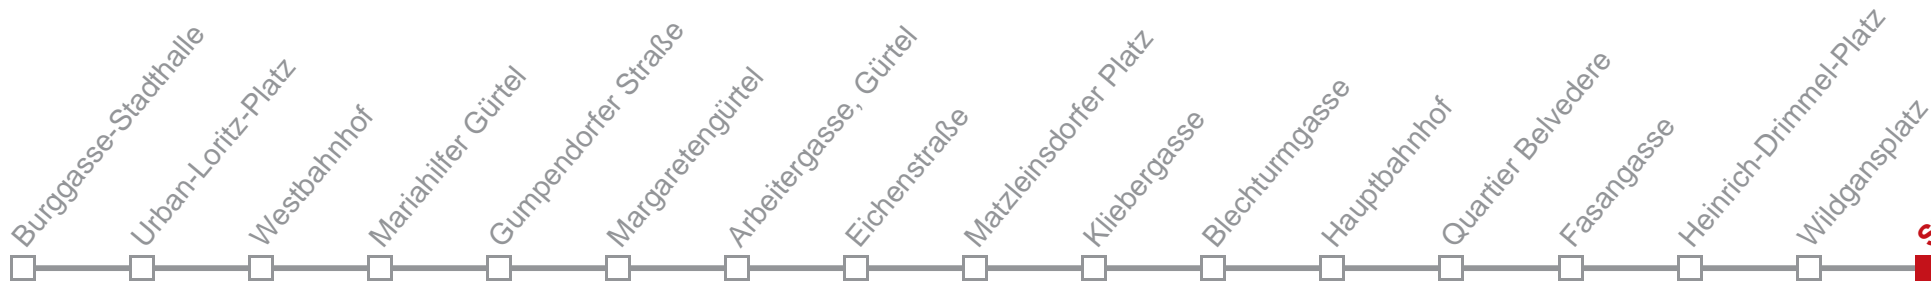 Burggasse-Stadthalle
Urban-Loritz-Platz
Westbahnhof
Mariahilfer Gürtel
Gumpendorfer Straße
Margaretengürtel
Arbeitergasse, Gürtel
Eichenstraße
Matzleinsdorfer Platz
Kliebergasse
Blechturmgasse
Hauptbahnhof
Quartier Belvedere
Fasangasse
Heinrich-Drimmel-Platz
Wildgansplatz